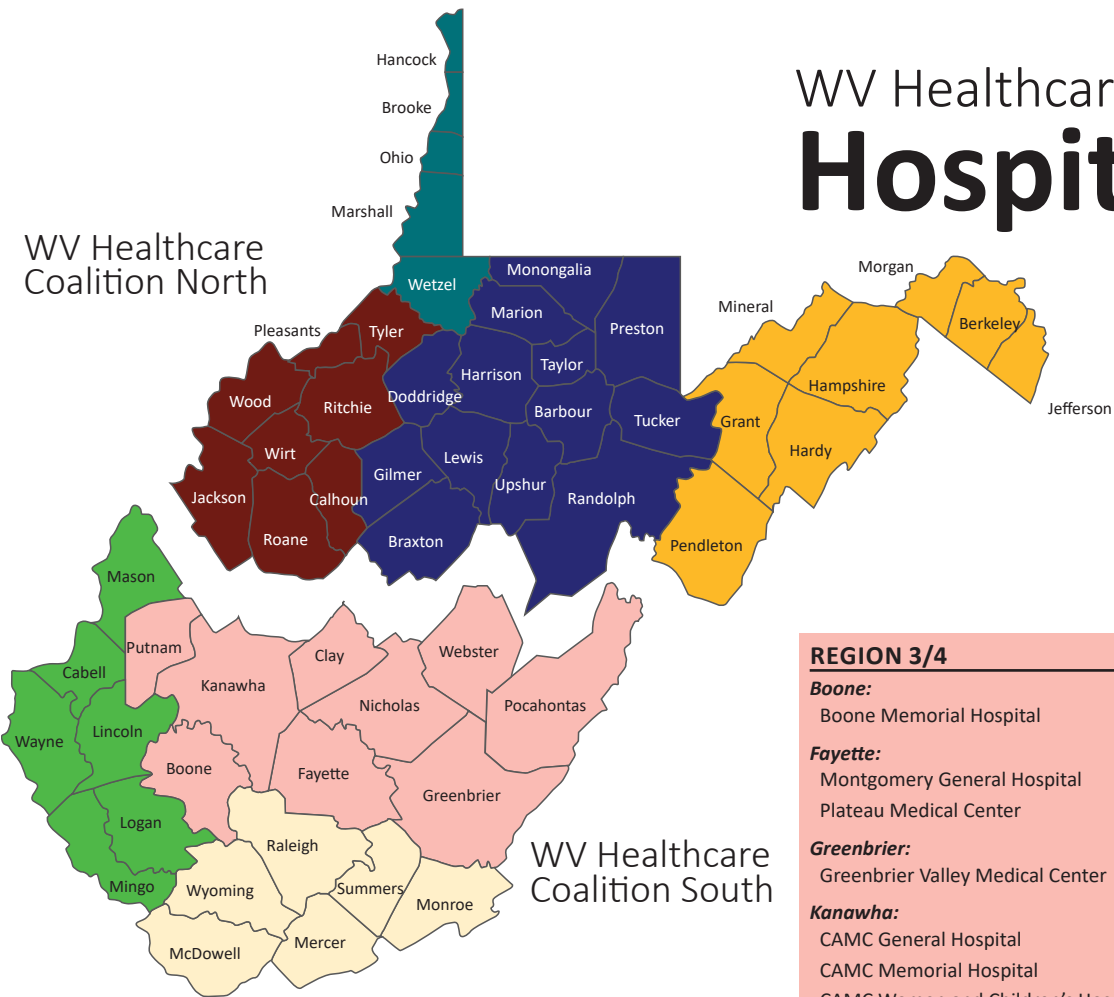 WV Healthcar
Hospit
WV Healthcare
Coalition North
Hancock
Brooke
Ohio
Marshall
Wetzel
Monongalia
Marion
Preston
Pleasants
Tyler
Harrison
Taylor
Doddridge
Wood
Ritchie
Barbour
Tucker
Wirt
Lewis
Gilmer
Upshur
Randolph
Jackson
Calhoun
Roane
Braxton
Morgan
Mineral
Berkeley
Jefferson
Hampshire
Grant
Hardy
Pendleton
Mason
Putnam
Cabell
Kanawha
Clay
Webster
Nicholas
Pocahontas
Wayne
Lincoln
Boone
Fayette
Greenbrier
Logan
Raleigh
Mingo
Wyoming
Summers
Monroe
McDowell
Mercer
WV Healthcare
Coalition South
REGION 3/4
Boone:
Boone Memorial Hospital
Fayette:
Montgomery General Hospital
Plateau Medical Center
Greenbrier:
Greenbrier Valley Medical Center
Kanawha:
CAMC General Hospital
CAMC Memorial Hospital